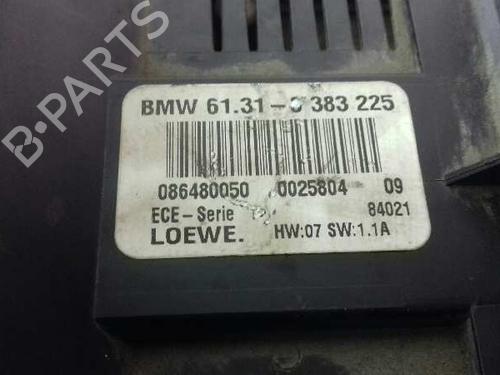 B-PARTS
BMW 61.31- 383 225
086480050 0025804 09
ECE-Serie 84021
LOEWE. HW:07 SW:1.1A